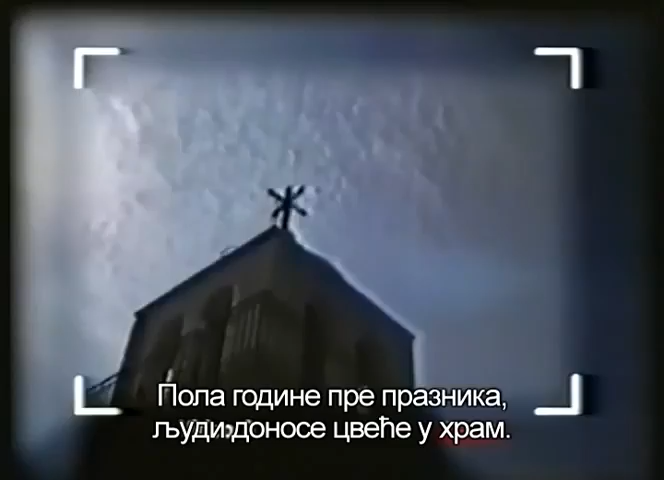 Пола године пре празника,
људи доносе цвеће у храм.